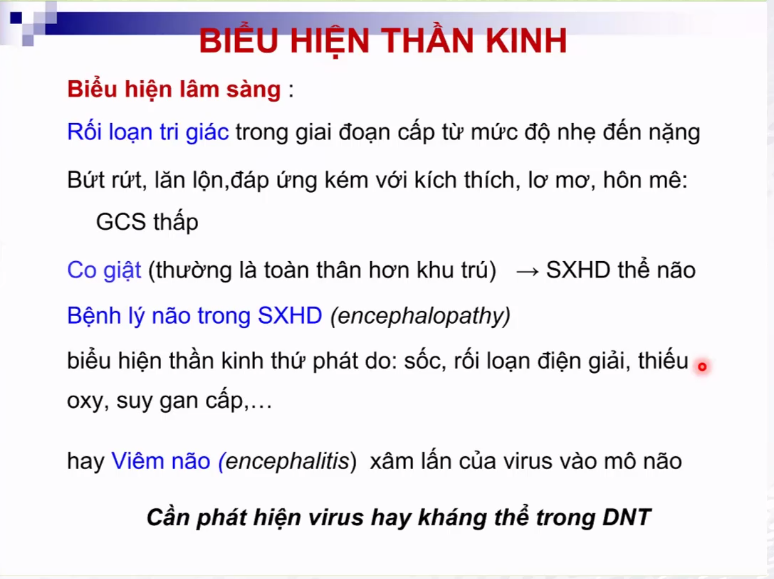 BIỂU HIỆN THẦN KINH
Biểu hiện lâm sàng :
Rối loạn tri giác trong giai đoạn cấp từ mức độ nhẹ đến nặng
Bứt rứt, lăn lộn,đáp ứng kém với kích thích, lơ mơ, hôn mê:
GCS thấp
Co giật (thường là toàn thân hơn khu trú) → SXHD thể não
Bệnh lý não trong SXHD (encephalopathy)
biểu hiện thần kinh thứ phát do: sốc, rối loạn điện giải, thiếu
oxy, suy gan cấp,…
hay Viêm não (encephalitis) xâm lấn của virus vào mô não
Cần phát hiện virus hay kháng thể trong DNT